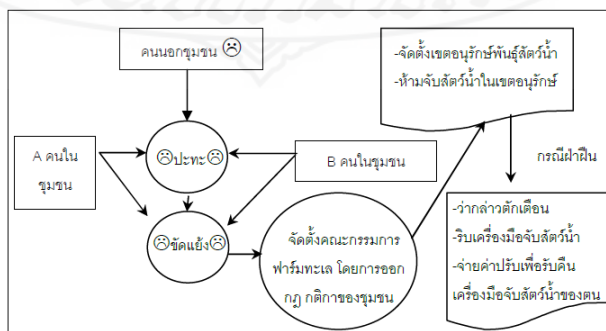 คนนอกชุมชน ☹
-จัดตั้งเขตอนุรักษ์พันธุ์สัตว์น้ำ
-ห้ามจับสัตว์น้ำในเขตอนุรักษ์
A คนใน
ชุมชน
☹ปะทะ☹
B คนในชุมชน
กรณีฝ่าฝืน
☹ขัดแย้ง☹
จัดตั้งคณะกรรมการ
ฟาร์มทะเล โดยการออก
กฎ กติกาของชุมชน
-ว่ากล่าวตักเตือน
-ริบเครื่องมือจับสัตว์น้ำ
-จ่ายค่าปรับเพื่อรับคืน
เครื่องมือจับสัตว์น้ำของตน